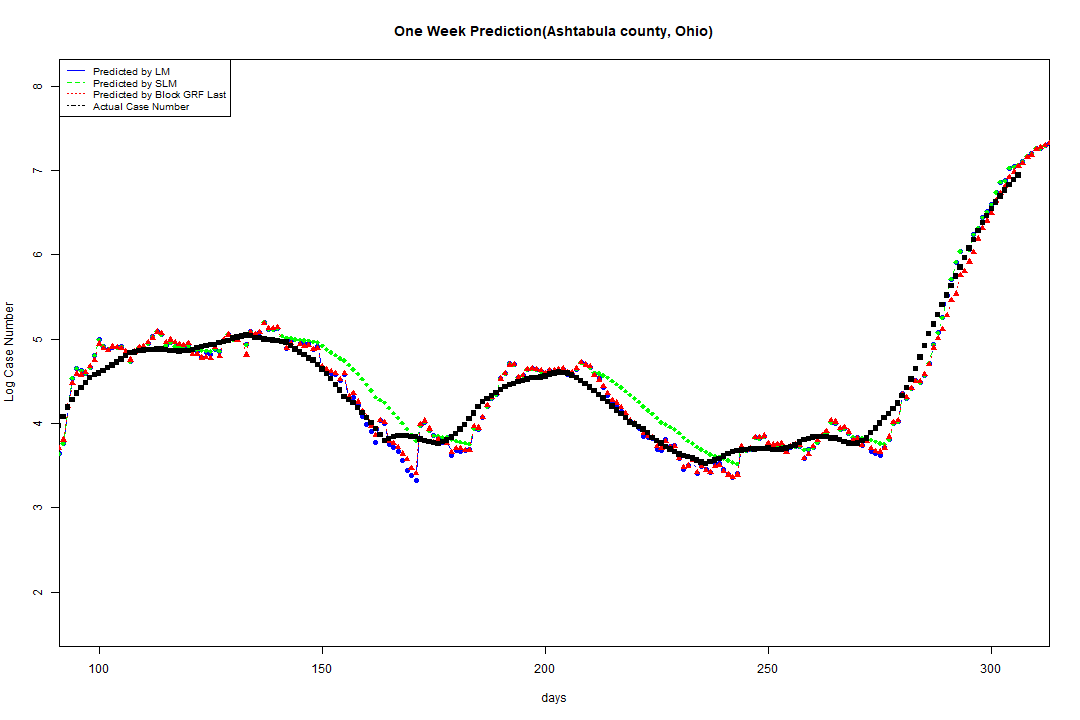 One Week Prediction(Ashtabula county, Ohio)
Predicted by LM
Predicted by SLM
Predicted by Block GRF Last
Actual Case Number
Log Case Number
8
7
6
5
4
3
2
100 150 200 250 300
days